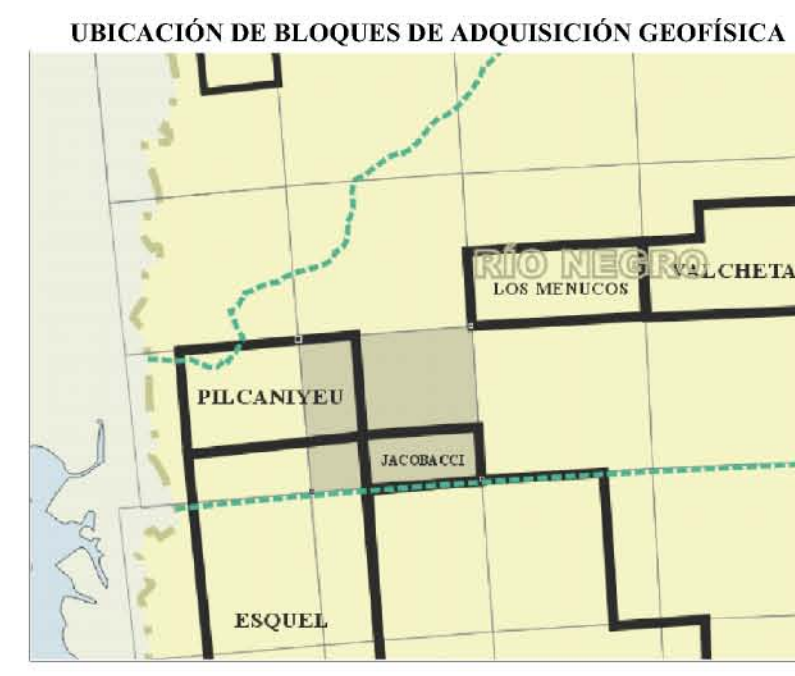 UBICACIÓN DE BLOQUES DE ADQUISICIÓN GEOFÍSICA
RÍO NEGRO
VALCHETA
LOS MENUCOS
PILCANIYEU
JACOBACCI
ESQUEL